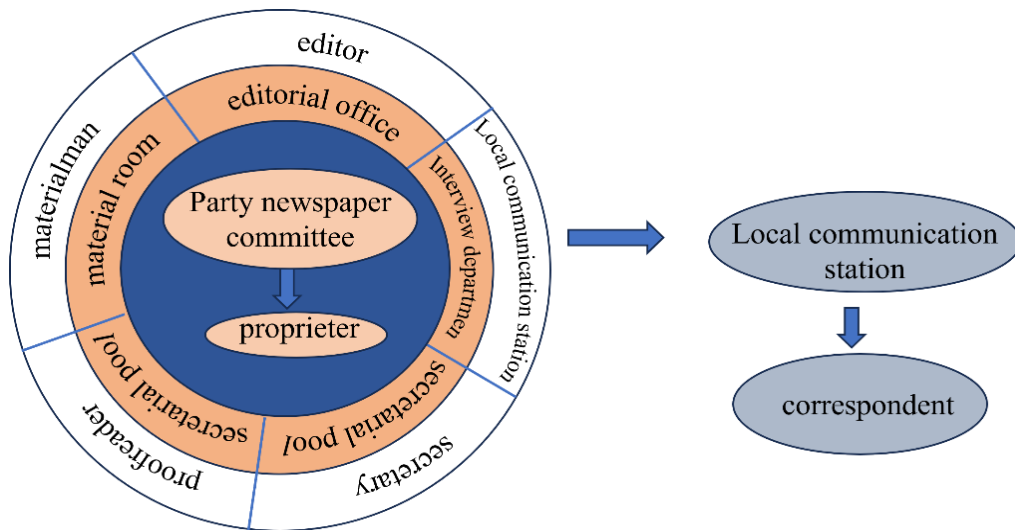 editor
editorial office
materialman
material room
Local communication station
Interview departmen
Party newspaper
committee
proprieter
secretarial pool
proofreader
secretarial pool
secretary
Local communication
station
correspondent